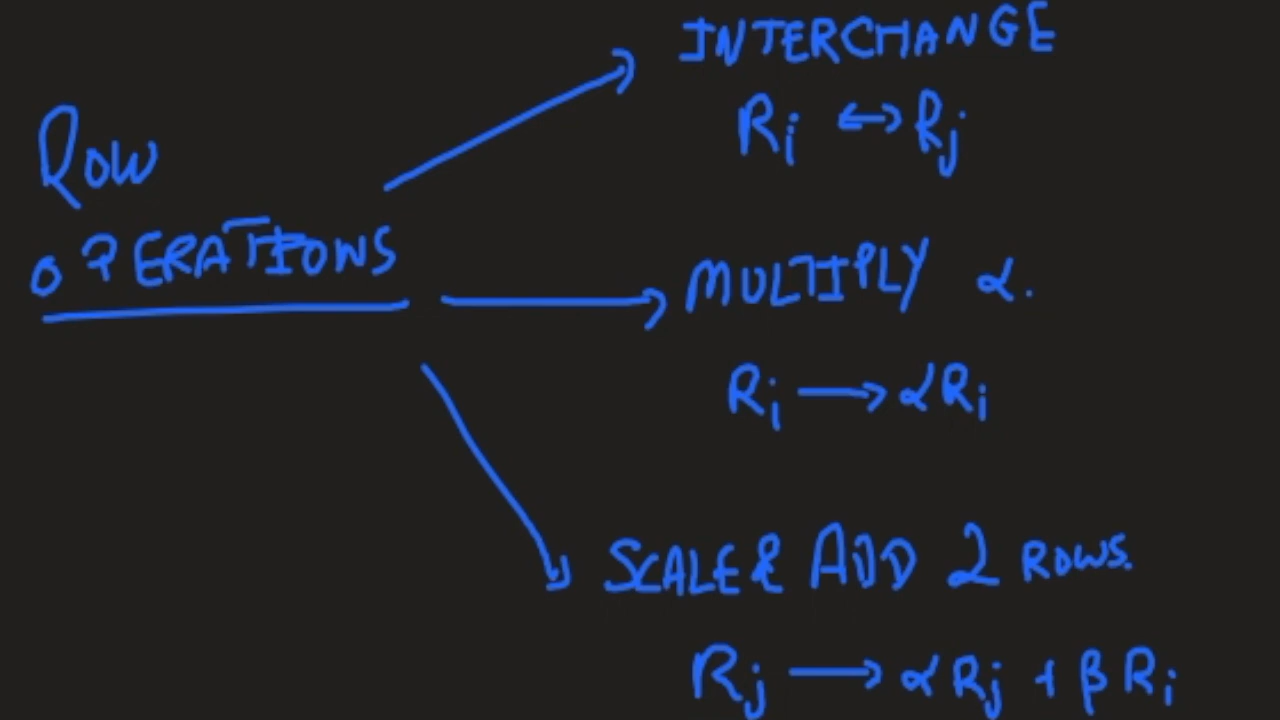 ROW
OPERATIONS
INTERCHANGE
Ri ↔ Rj
MULTIPLY α.
Ri → αRi
SCALE & ADD 2 ROWS.
Rj → αRj + βRi